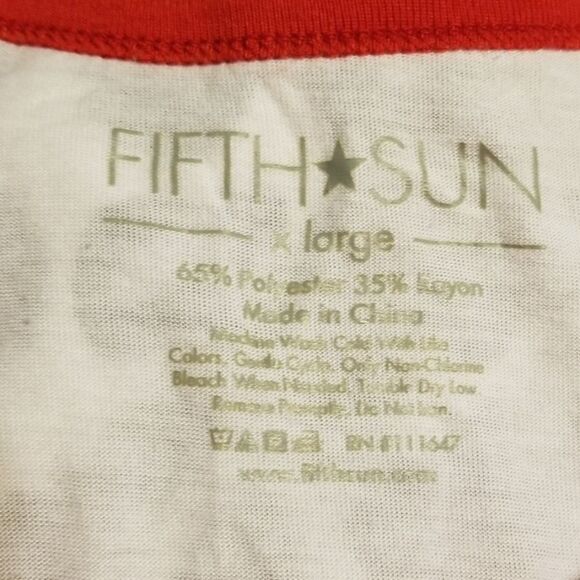 FIFTH★SUN
x large
65% Polyester 35% Rayon
Made in China
Machine Wash Cold With Like
Colors. Gentle Cycle. Only Non-Chlorine
Bleach When Needed. Tumble Dry Low.
Remove Promptly. Do Not Iron.
RN #111647
www.fifthsun.com